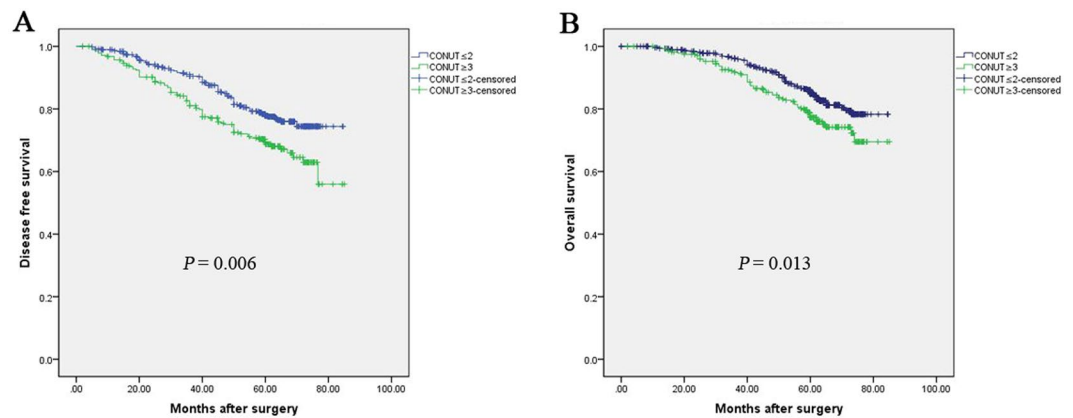 A
Disease free survival
1.0
0.8
0.6
0.4
0.2
0.0
P = 0.006
.00 20.00 40.00 60.00 80.00 100.00
Months after surgery
CONUT≤2
CONUT≥3
CONUT≤2-censored
CONUT≥3-censored
B
Overall survival
1.0
0.8
0.6
0.4
0.2
0.0
P = 0.013
.00 20.00 40.00 60.00 80.00 100.00
Months after surgery
CONUT≤2
CONUT≥3
CONUT≤2-censored
CONUT≥3-censored